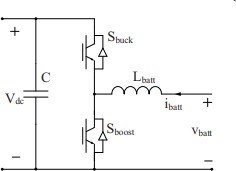 +
S_buck
C
L_batt
V_dc
i_batt
+
S_boost
v_batt
−
−